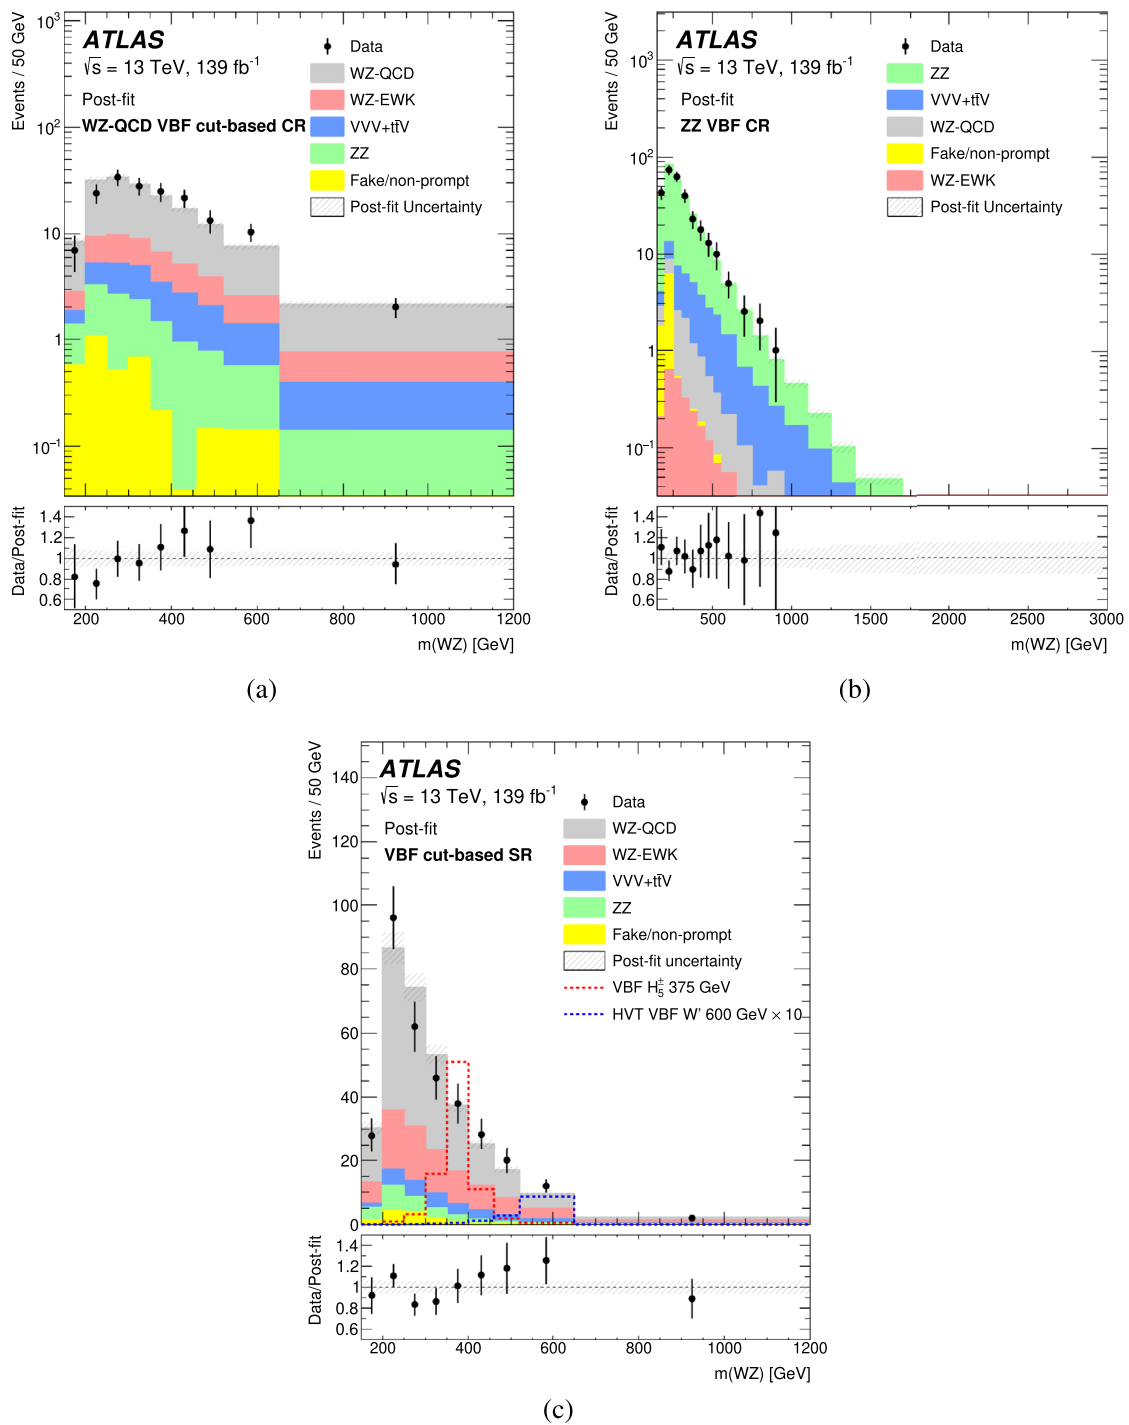 Events / 50 GeV
10³
10²
10
1
10⁻¹
ATLAS
√s = 13 TeV, 139 fb⁻¹
Post-fit
WZ-QCD VBF cut-based CR
Data
WZ-QCD
WZ-EWK
VVV+tt̄V
ZZ
Fake/non-prompt
Post-fit Uncertainty
Data/Post-fit
1.4
1.2
1
0.8
0.6
200 400 600 800 1000 1200
m(WZ) [GeV]
(a)
Events / 50 GeV
10³
10²
10
1
10⁻¹
ATLAS
√s = 13 TeV, 139 fb⁻¹
Post-fit
ZZ VBF CR
Data
ZZ
VVV+tt̄V
WZ-QCD
Fake/non-prompt
WZ-EWK
Post-fit Uncertainty
Data/Post-fit
1.4
1.2
1
0.8
0.6
500 1000 1500 2000 2500 3000
m(WZ) [GeV]
(b)
Events / 50 GeV
140
120
100
80
60
40
20
0
ATLAS
√s = 13 TeV, 139 fb⁻¹
Post-fit
VBF cut-based SR
Data
WZ-QCD
WZ-EWK
VVV+tt̄V
ZZ
Fake/non-prompt
Post-fit uncertainty
VBF H₅± 375 GeV
HVT VBF W' 600 GeV × 10
Data/Post-fit
1.4
1.2
1
0.8
0.6
200 400 600 800 1000 1200
m(WZ) [GeV]
(c)